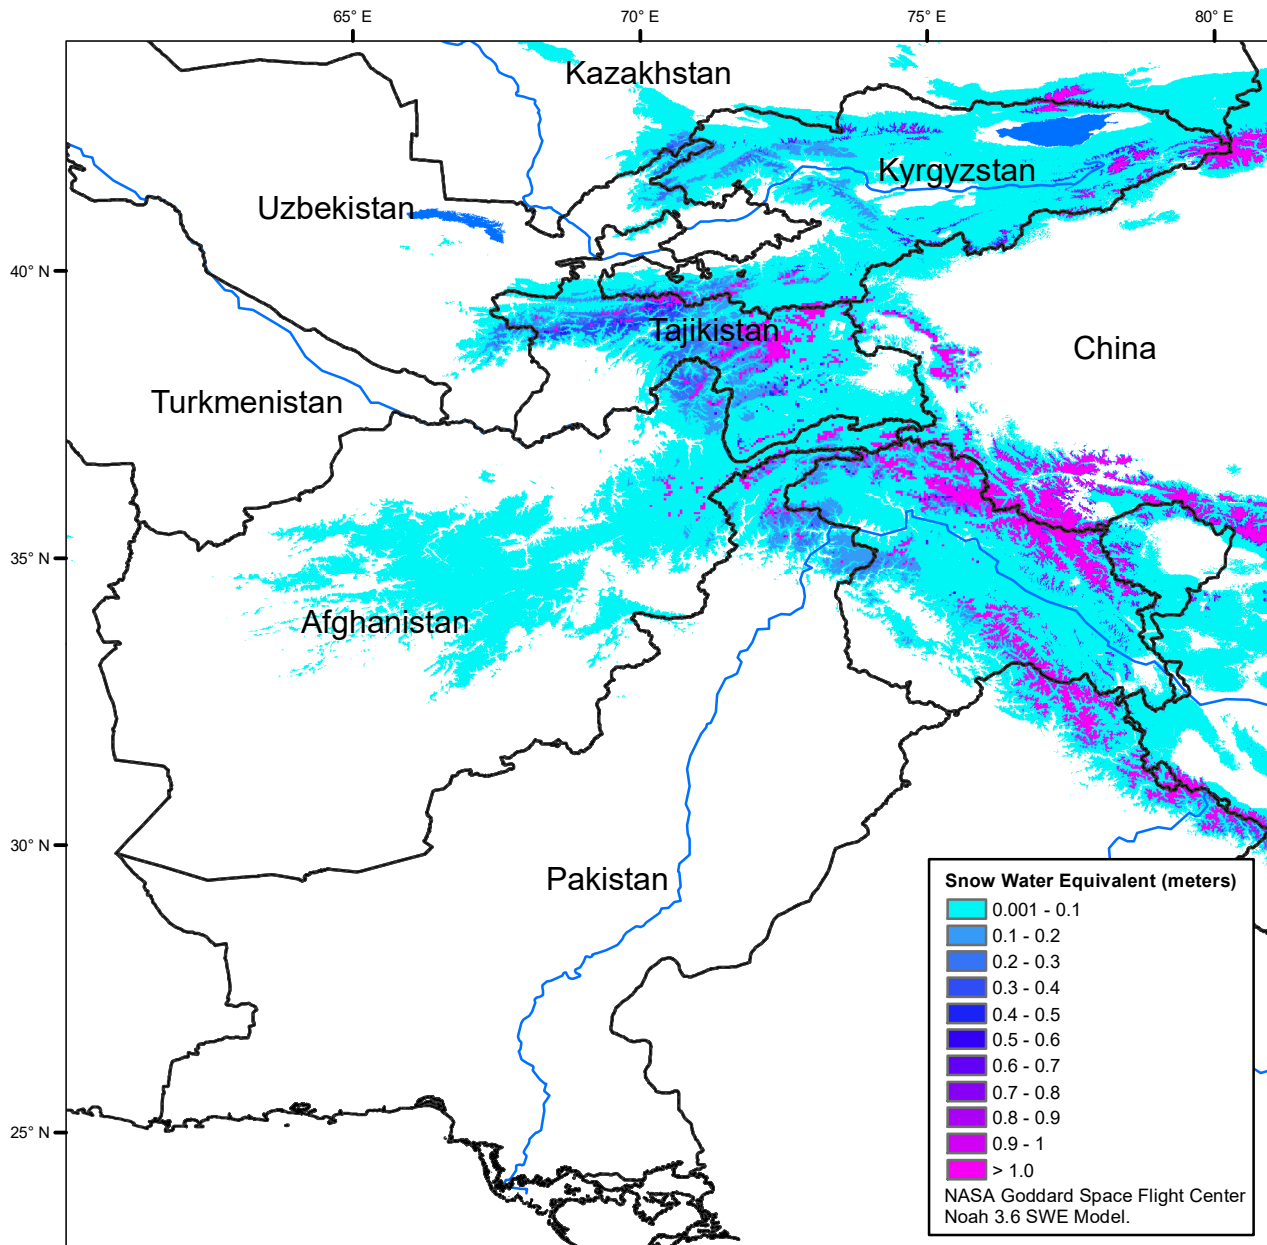 65° E
70° E
75° E
80° E
Kazakhstan
Kyrgyzstan
Uzbekistan
40° N
Tajikistan
China
Turkmenistan
35° N
Afghanistan
30° N
Pakistan
Snow Water Equivalent (meters)
0.001 - 0.1
0.1 - 0.2
0.2 - 0.3
0.3 - 0.4
0.4 - 0.5
0.5 - 0.6
0.6 - 0.7
0.7 - 0.8
0.8 - 0.9
0.9 - 1
> 1.0
25° N
NASA Goddard Space Flight Center
Noah 3.6 SWE Model.